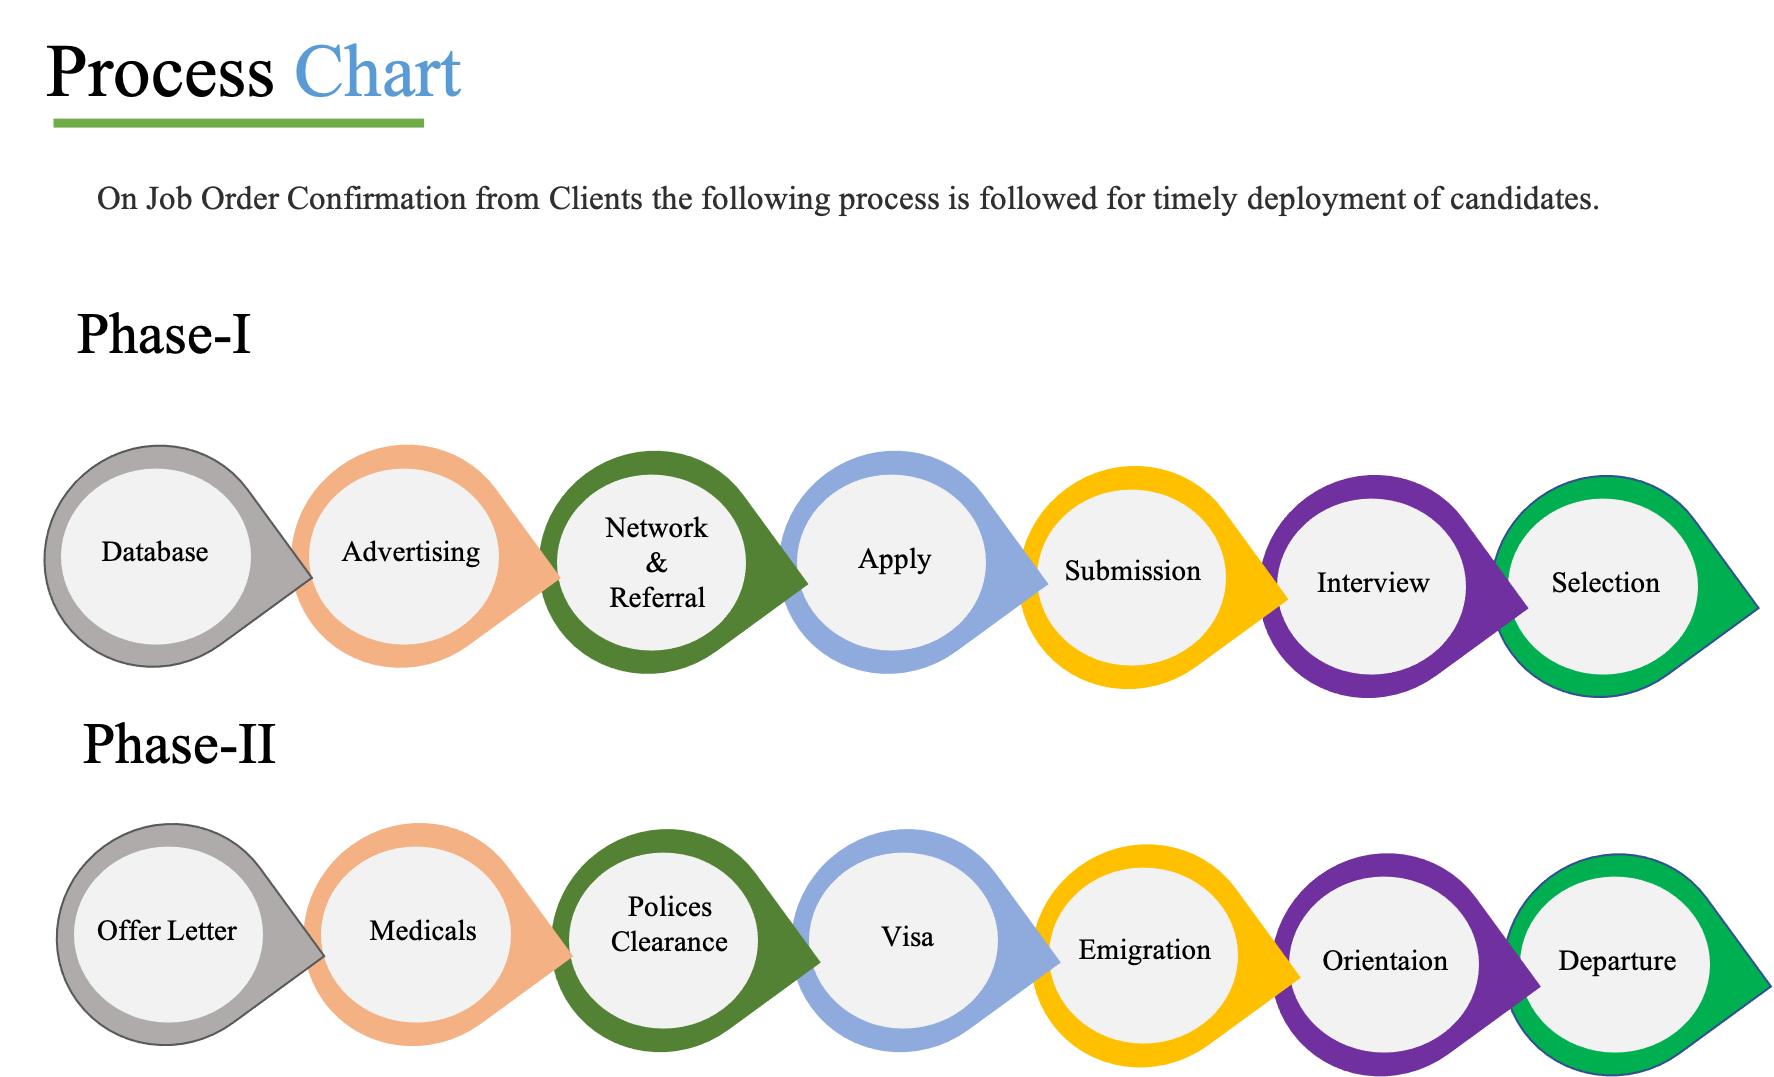 Process Chart
On Job Order Confirmation from Clients the following process is followed for timely deployment of candidates.
Phase-I
Database
Advertising
Network
&
Referral
Apply
Submission
Interview
Selection
Phase-II
Offer Letter
Medicals
Polices
Clearance
Visa
Emigration
Orientaion
Departure